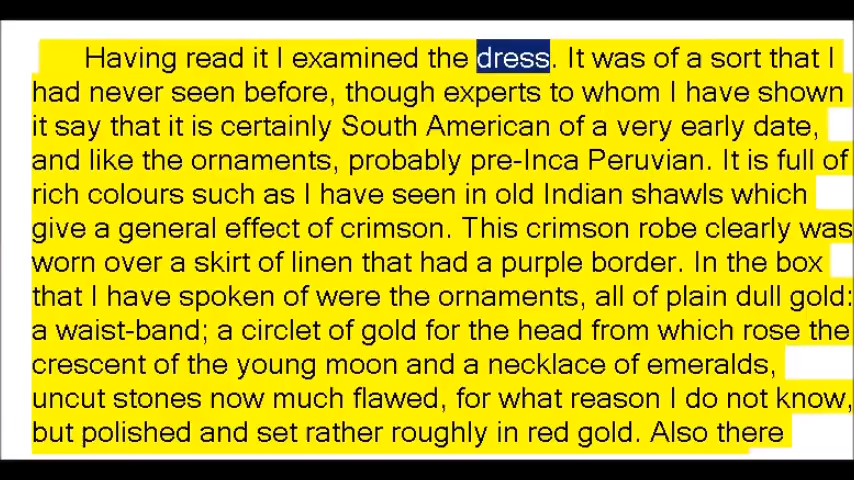 Having read it I examined the dress. It was of a sort that I
had never seen before, though experts to whom I have shown
it say that it is certainly South American of a very early date,
and like the ornaments, probably pre-Inca Peruvian. It is full of
rich colours such as I have seen in old Indian shawls which
give a general effect of crimson. This crimson robe clearly was
worn over a skirt of linen that had a purple border. In the box
that I have spoken of were the ornaments, all of plain dull gold:
a waist-band; a circlet of gold for the head from which rose the
crescent of the young moon and a necklace of emeralds,
uncut stones now much flawed, for what reason I do not know,
but polished and set rather roughly in red gold. Also there